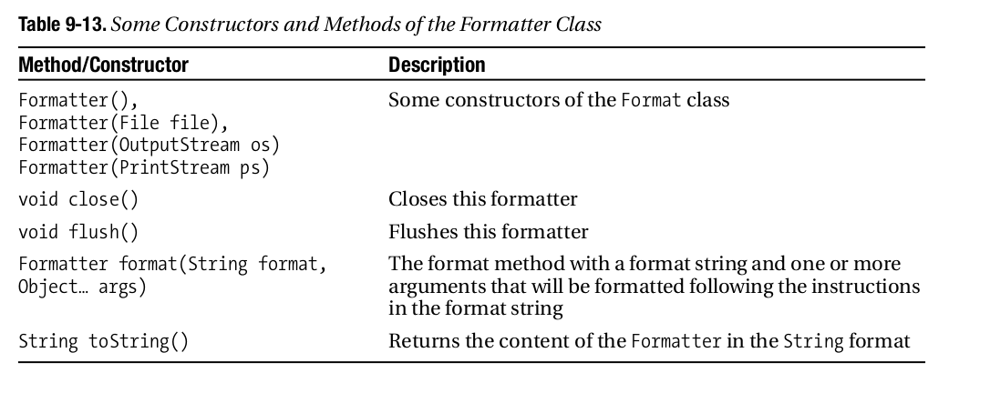 Table 9-13. Some Constructors and Methods of the Formatter Class
Method/Constructor Description
Formatter(), Some constructors of the Format class
Formatter(File file),
Formatter(OutputStream os)
Formatter(PrintStream ps)
void close() Closes this formatter
void flush() Flushes this formatter
Formatter format(String format, The format method with a format string and one or more
Object… args) arguments that will be formatted following the instructions
in the format string
String toString() Returns the content of the Formatter in the String format